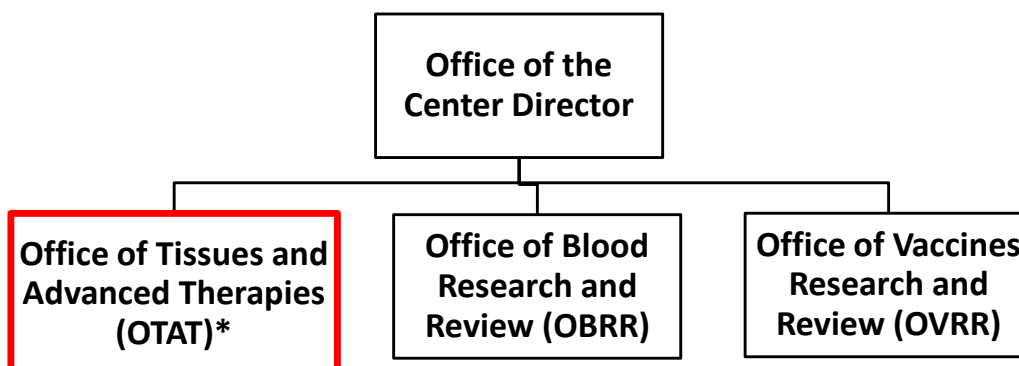 Office of the
Center Director
Office of Tissues and
Advanced Therapies
(OTAT)*
Office of Blood
Research and
Review (OBRR)
Office of Vaccines
Research and
Review (OVRR)